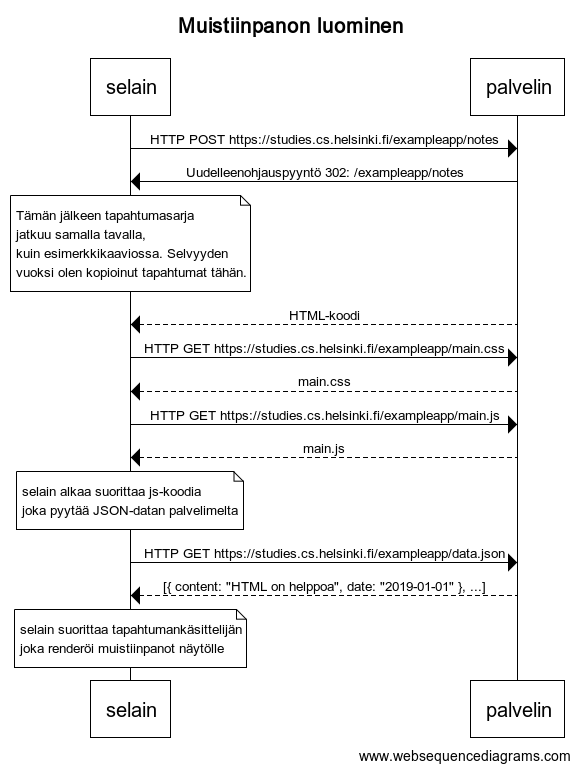 Muistiinpanon luominen
selain
palvelin
HTTP POST https://studies.cs.helsinki.fi/exampleapp/notes
Uudelleenohjauspyyntö 302: /exampleapp/notes
Tämän jälkeen tapahtumasarja
jatkuu samalla tavalla,
kuin esimerkkikaaviossa. Selvyyden
vuoksi olen kopioinut tapahtumat tähän.
HTML-koodi
HTTP GET https://studies.cs.helsinki.fi/exampleapp/main.css
main.css
HTTP GET https://studies.cs.helsinki.fi/exampleapp/main.js
main.js
selain alkaa suorittaa js-koodia
joka pyytää JSON-datan palvelimelta
HTTP GET https://studies.cs.helsinki.fi/exampleapp/data.json
[{ content: "HTML on helppoa", date: "2019-01-01" }, ...]
selain suorittaa tapahtumankäsittelijän
joka renderöi muistiinpanot näytölle
selain
palvelin
www.websequencediagrams.com